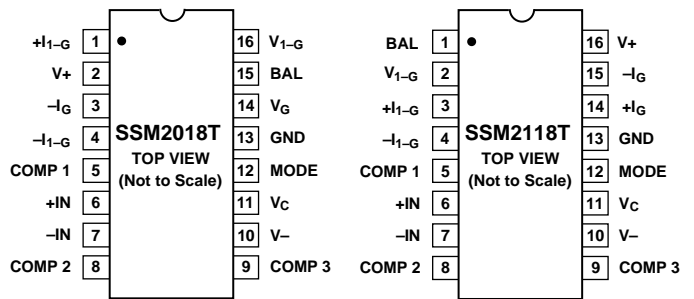 +I1–G 1 16 V1–G
V+ 2 15 BAL
–IG 3 14 VG
–I1–G 4 SSM2018T 13 GND
COMP 1 5 TOP VIEW 12 MODE
(Not to Scale)
+IN 6 11 VC
–IN 7 10 V–
COMP 2 8 9 COMP 3
BAL 1 16 V+
V1–G 2 15 –IG
+I1–G 3 14 +IG
–I1–G 4 SSM2118T 13 GND
COMP 1 5 TOP VIEW 12 MODE
(Not to Scale)
+IN 6 11 VC
–IN 7 10 V–
COMP 2 8 9 COMP 3